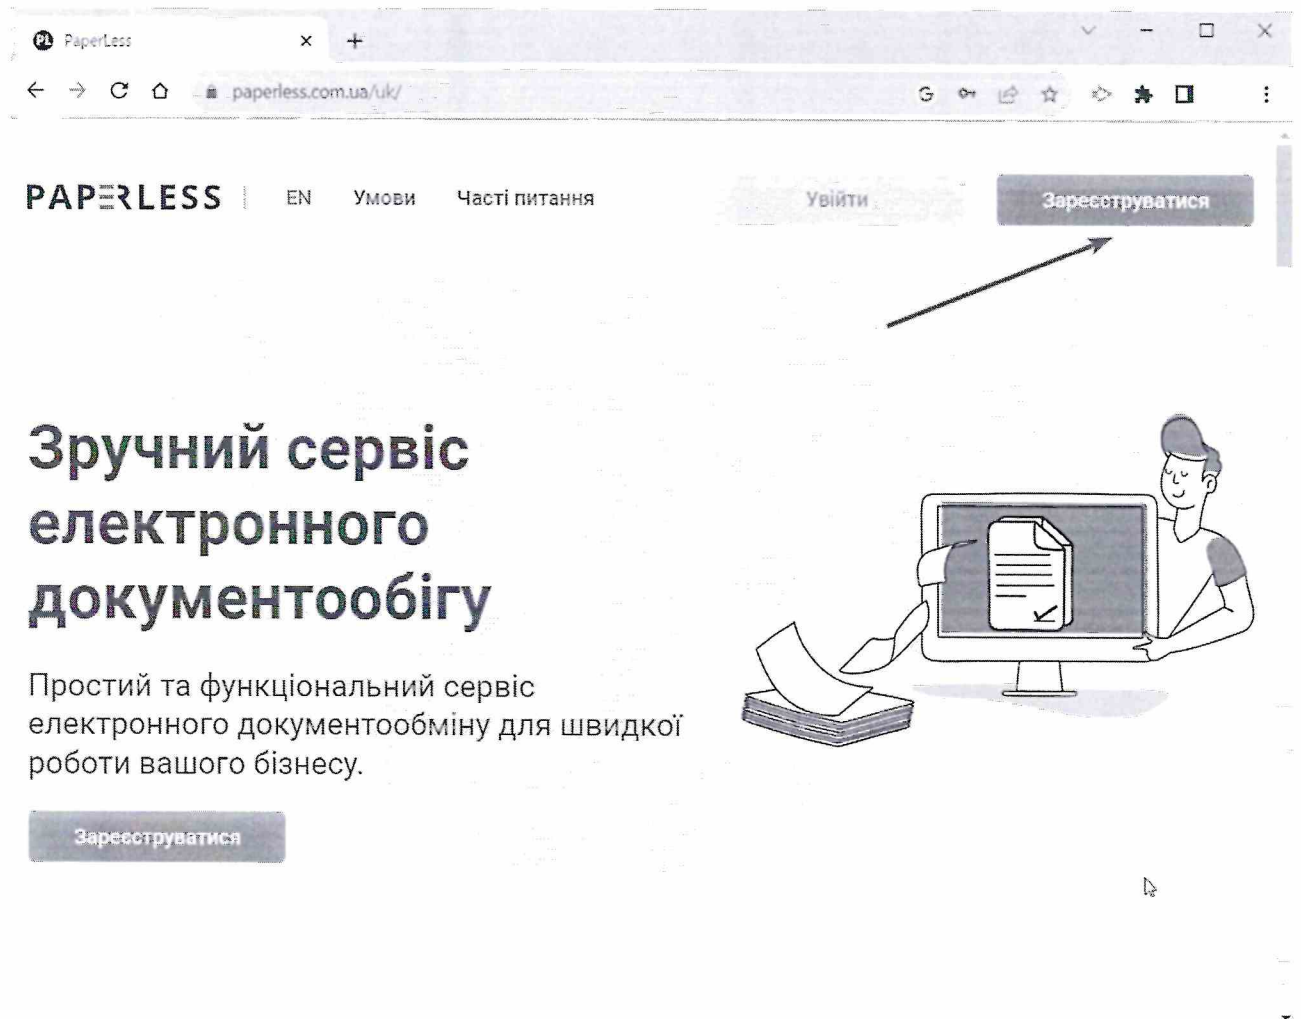 PaperLess
paperless.com.ua/uk/
PAPERLESS
EN
Умови
Часті питання
Увійти
Зареєструватися
Зручний сервіс
електронного
документообігу
Простий та функціональний сервіс
електронного документообміну для швидкої
роботи вашого бізнесу.
Зареєструватися